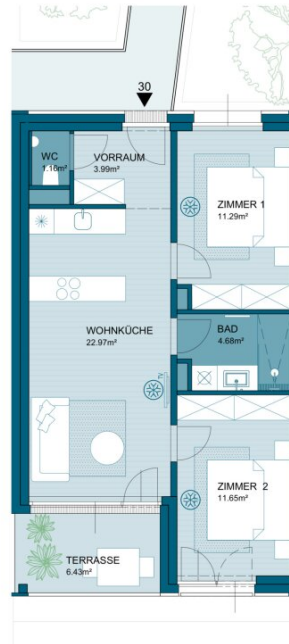 30
WC
1.16m²
VORRAUM
3.99m²
ZIMMER 1
11.29m²
WOHNKÜCHE
22.97m²
BAD
4.68m²
ZIMMER 2
11.65m²
TERRASSE
6.43m²